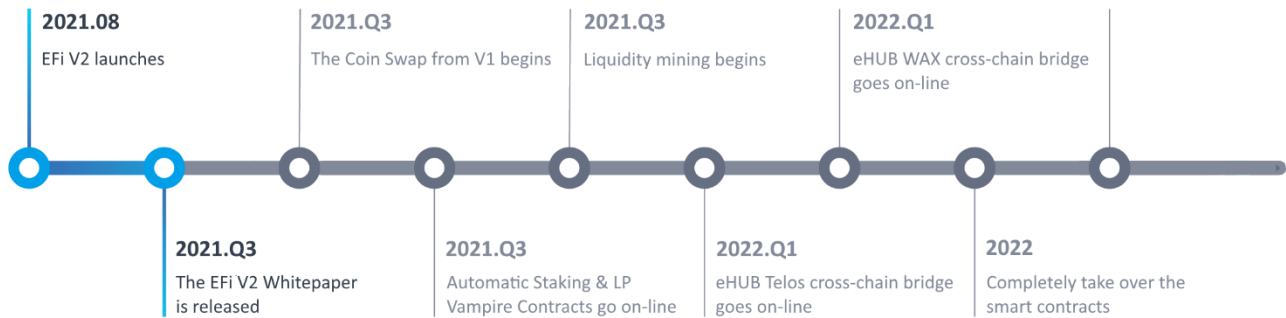 2021.08
EFi V2 launches
2021.Q3
The EFi V2 Whitepaper
is released
2021.Q3
The Coin Swap from V1 begins
2021.Q3
Automatic Staking & LP
Vampire Contracts go on-line
2021.Q3
Liquidity mining begins
2022.Q1
eHUB Telos cross-chain bridge
goes on-line
2022.Q1
eHUB WAX cross-chain bridge
goes on-line
2022
Completely take over the
smart contracts